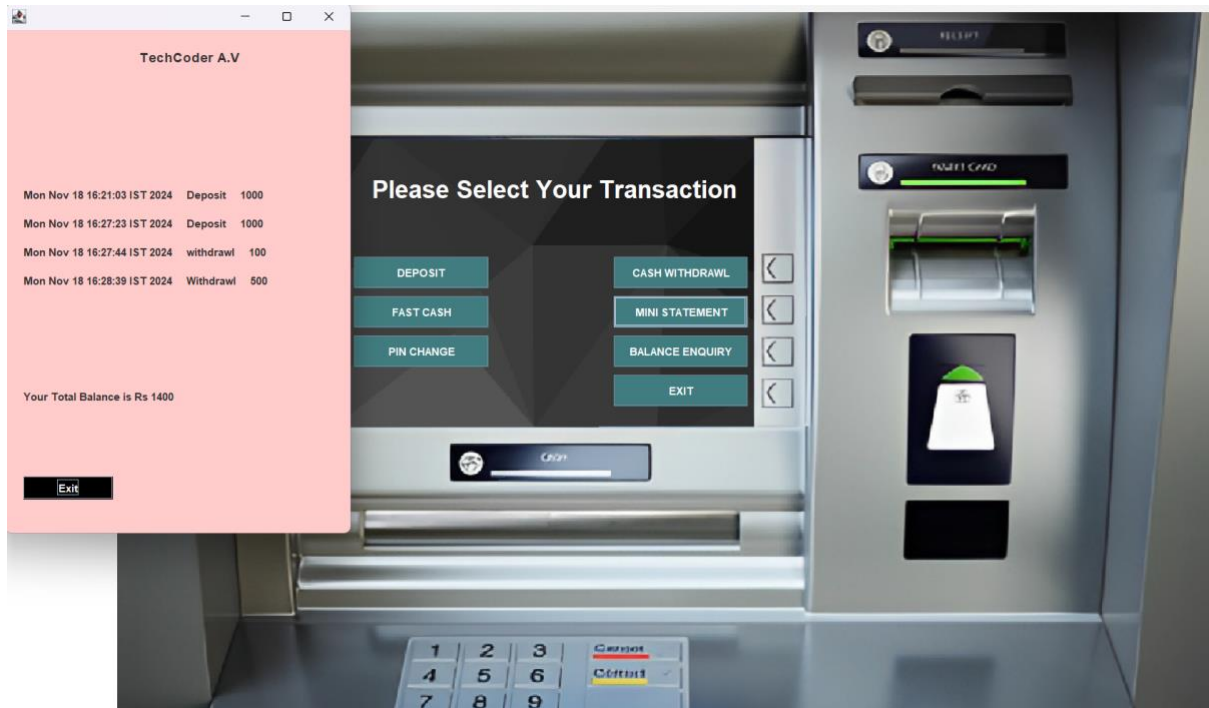 TechCoder A.V
Mon Nov 18 16:21:03 IST 2024 Deposit 1000
Mon Nov 18 16:27:23 IST 2024 Deposit 1000
Mon Nov 18 16:27:44 IST 2024 withdrawl 100
Mon Nov 18 16:28:39 IST 2024 Withdrawl 500
Your Total Balance is Rs 1400
Exit
Please Select Your Transaction
DEPOSIT
CASH WITHDRAWL
FAST CASH
MINI STATEMENT
PIN CHANGE
BALANCE ENQUIRY
EXIT
1 2 3
4 5 6
7 8 9